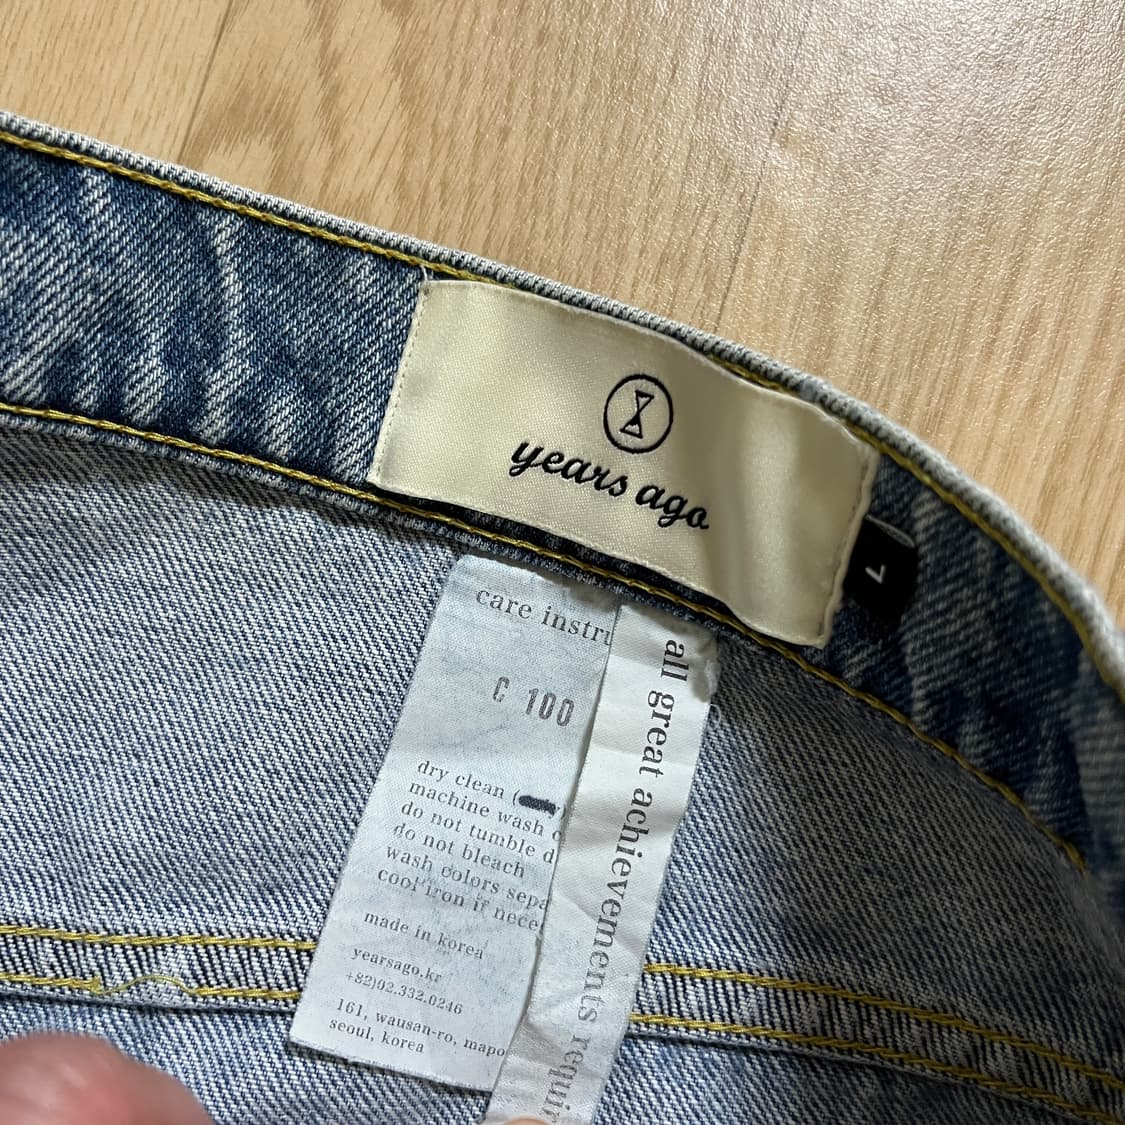 years ago
L
care instru
C 100
dry clean (
machine wash c
do not tumble d
do not bleach
wash colors sepa
cool iron if nece
made in korea
yearsago.kr
+82)02.332.0246
161, wausan-ro, mapo
seoul, korea
all great achievements requir